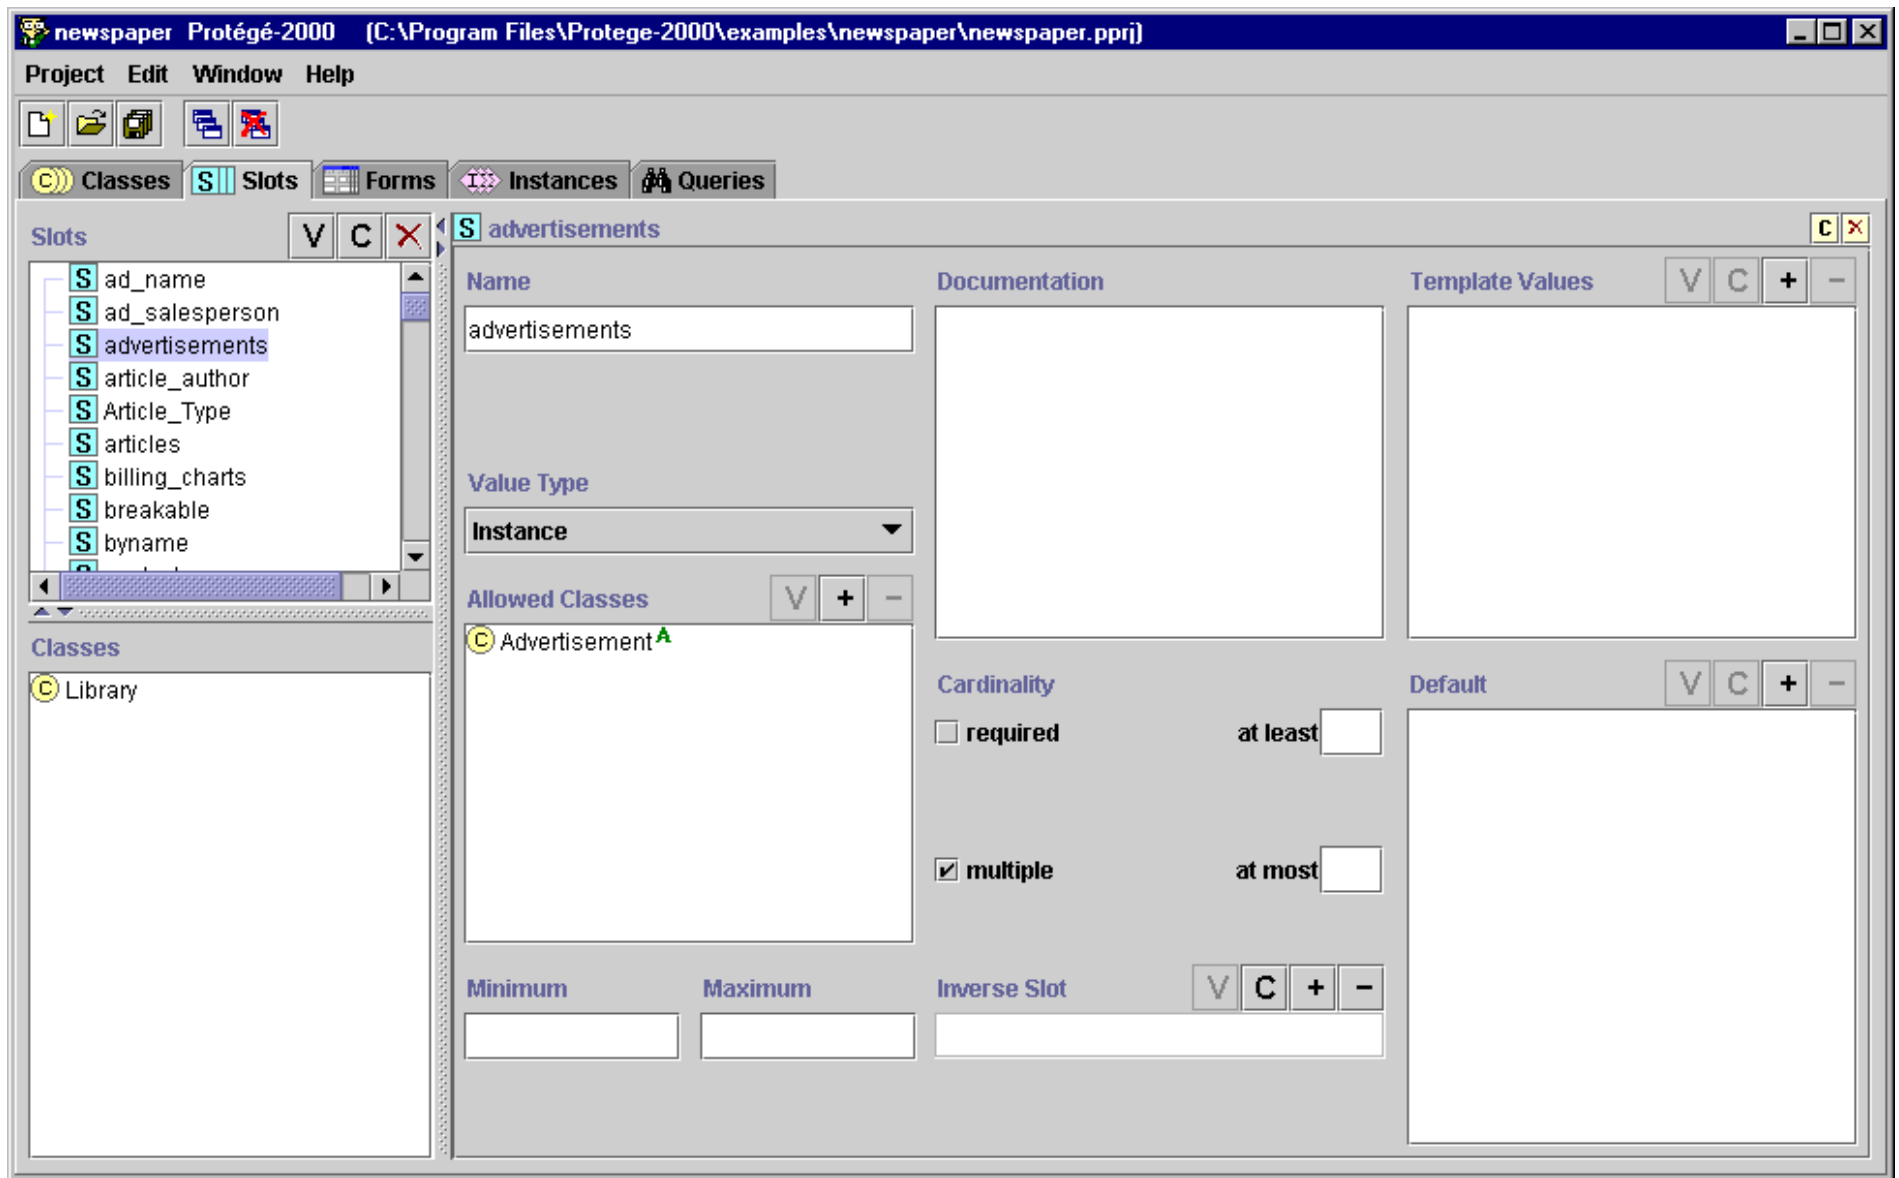 newspaper Protégé-2000 (C:\Program Files\Protege-2000\examples\newspaper\newspaper.pprj)
Project Edit Window Help
C Classes S Slots Forms I Instances Queries
Slots V C
S ad_name
S ad_salesperson
S advertisements
S article_author
S Article_Type
S articles
S billing_charts
S breakable
S byname
Classes
C Library
S advertisements C
Name
advertisements
Value Type
Instance
Allowed Classes V + −
C Advertisement A
Minimum Maximum
Documentation
Cardinality
required at least
multiple at most
Inverse Slot V C + −
Template Values V C + −
Default V C + −